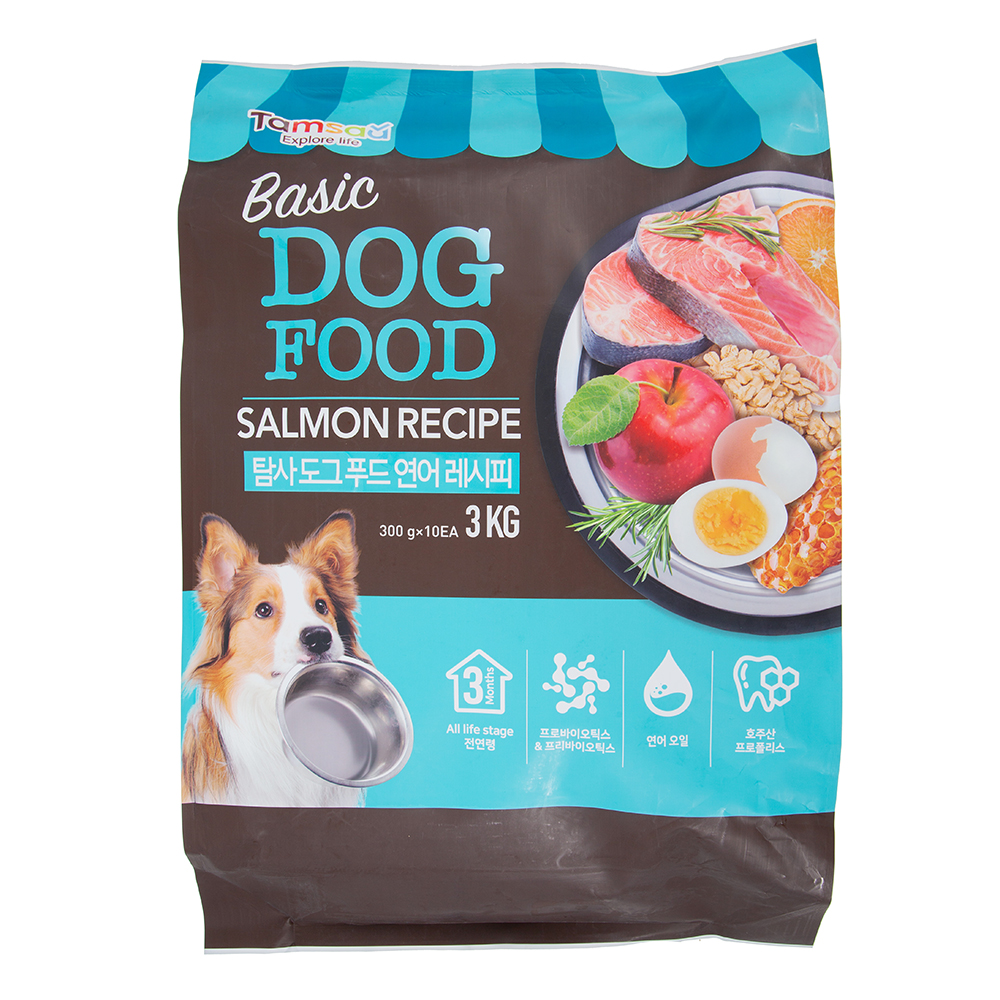 Tamsaa
Explore life
Basic
DOG
FOOD
SALMON RECIPE
탐사 도그 푸드 연어 레시피
300 g×10EA 3 KG
3
Months
All life stage
전연령
프로바이오틱스
& 프리바이오틱스
연어 오일
호주산
프로폴리스